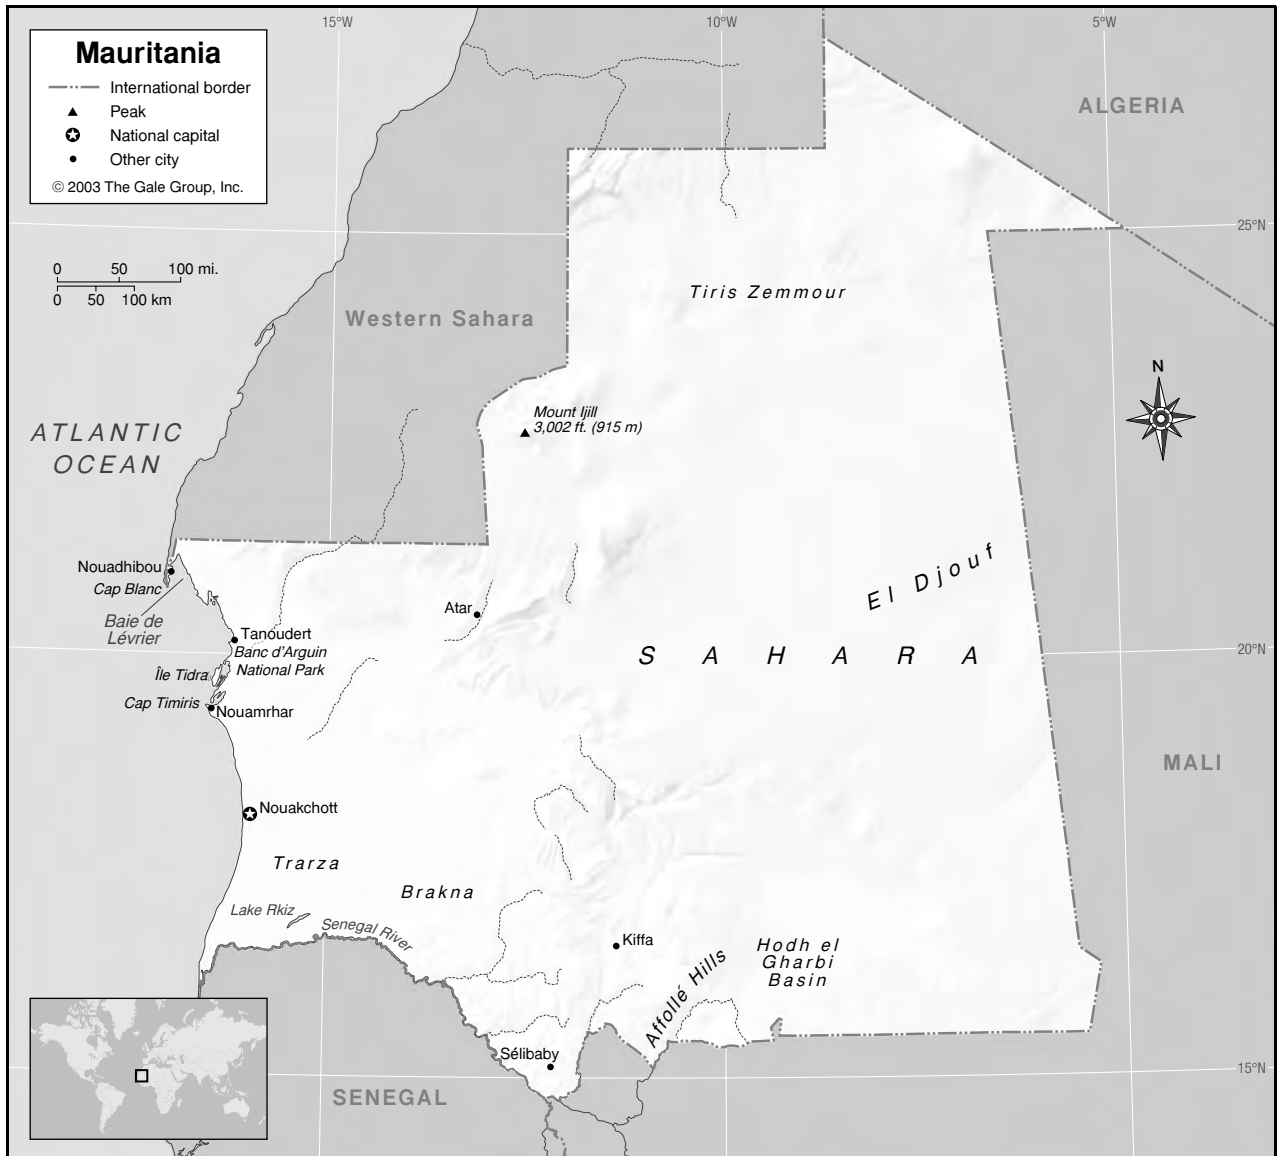 15°W
10°W
5°W
Mauritania
International border
Peak
National capital
Other city
© 2003 The Gale Group, Inc.
ALGERIA
25°N
0 50 100 mi.
0 50 100 km
Tiris Zemmour
Western Sahara
N
Mount Ijill
3,002 ft. (915 m)
ATLANTIC
OCEAN
Nouadhibou
Cap Blanc
Baie de
Lévrier
El Djouf
Atar
Tanoudert
Banc d'Arguin
National Park
SAHARA
20°N
Île Tidra
Cap Timiris
Nouamrhar
MALI
Nouakchott
Trarza
Brakna
Lake Rkiz
Senegal River
Kiffa
Affollé Hills
Hodh el
Gharbi
Basin
Sélibaby
15°N
SENEGAL